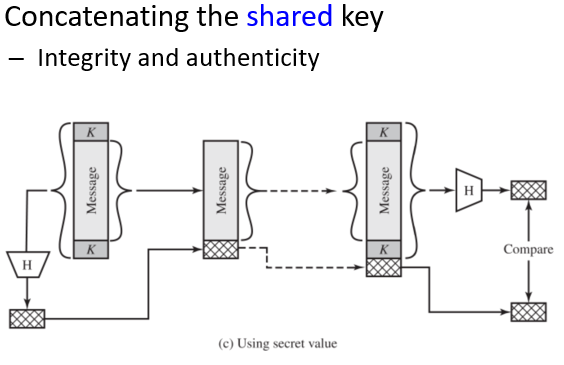 Concatenating the shared key
– Integrity and authenticity
K
Message
K
H
Message
K
Message
K
H
Compare
(c) Using secret value